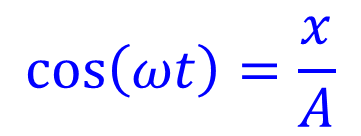 cos(ωt) = x/A